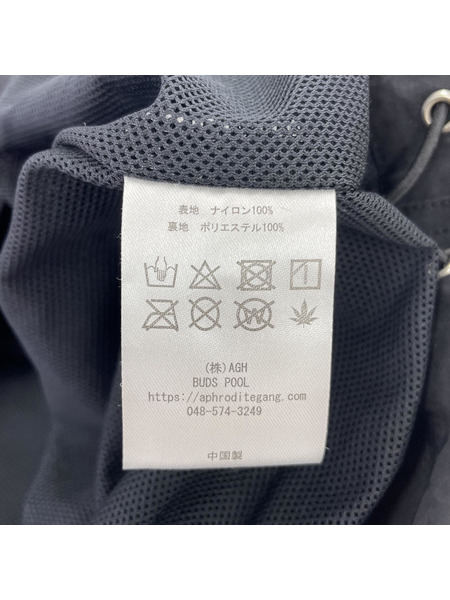 表地 ナイロン100%
裏地 ポリエステル100%
(株)AGH
BUDS POOL
https://aphroditegang.com
048-574-3249
中国製